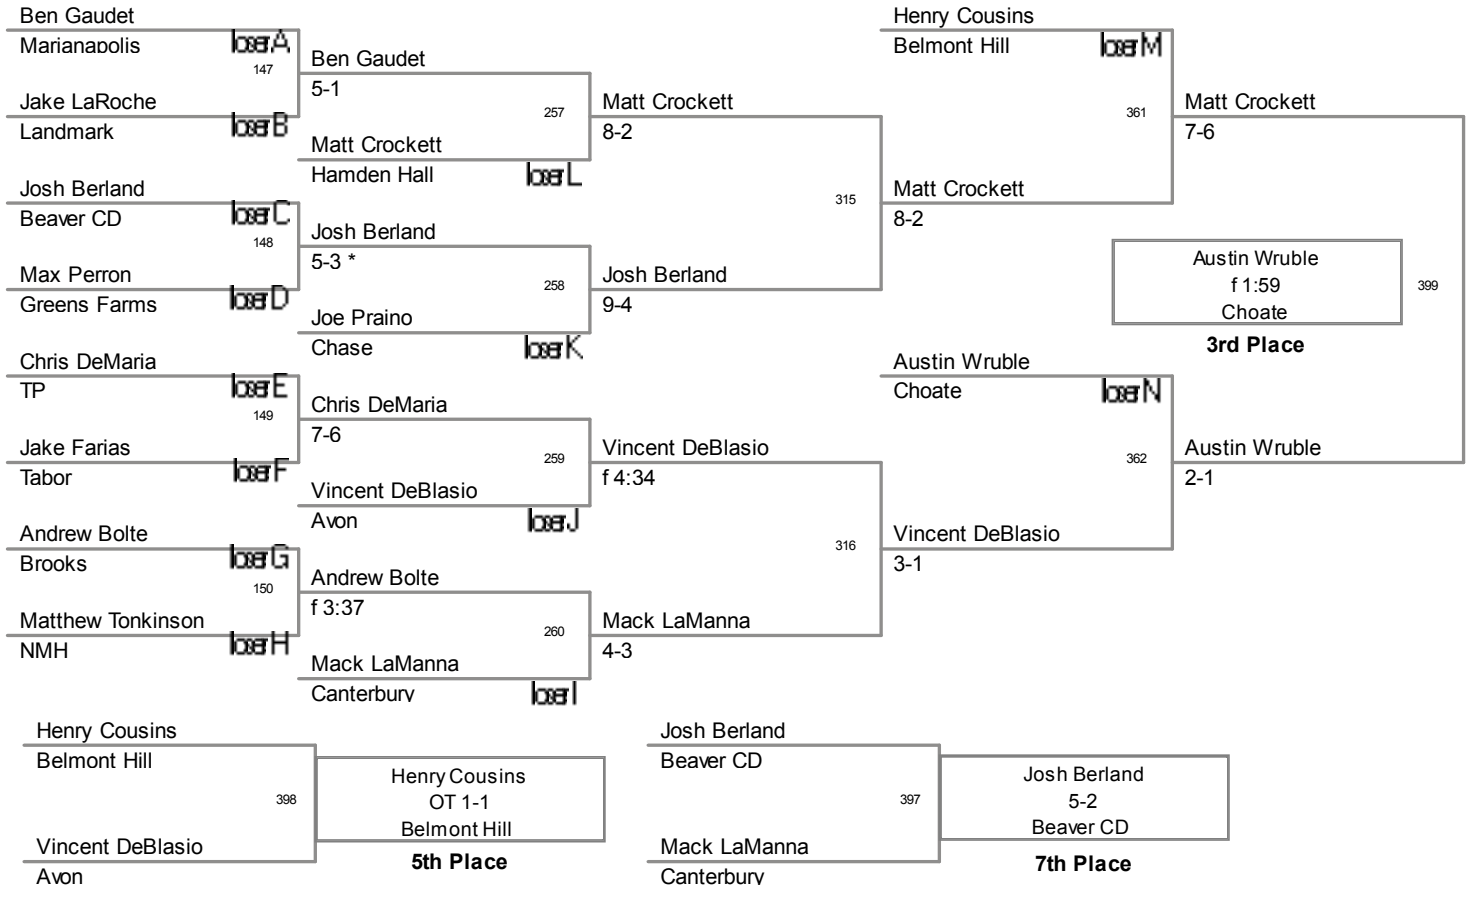 Ben Gaudet
Marianapolis
loser A
147
Jake LaRoche
Landmark
loser B
Josh Berland
Beaver CD
loser C
148
Max Perron
Greens Farms
loser D
Chris DeMaria
TP
loser E
149
Jake Farias
Tabor
loser F
Andrew Bolte
Brooks
loser G
150
Matthew Tonkinson
NMH
loser H
Ben Gaudet
5-1
257
Matt Crockett
Hamden Hall
loser L
Josh Berland
5-3 *
258
Joe Praino
Chase
loser K
Chris DeMaria
7-6
259
Vincent DeBlasio
Avon
loser J
Andrew Bolte
f 3:37
260
Mack LaManna
Canterbury
loser I
Matt Crockett
8-2
315
Josh Berland
9-4
Vincent DeBlasio
f 4:34
316
Mack LaManna
4-3
Henry Cousins
Belmont Hill
loser M
361
Matt Crockett
8-2
Austin Wruble
Choate
loser N
362
Vincent DeBlasio
3-1
Matt Crockett
7-6
Austin Wruble
f 1:59
Choate
399
3rd Place
Austin Wruble
2-1
Henry Cousins
Belmont Hill
398
Vincent DeBlasio
Avon
Henry Cousins
OT 1-1
Belmont Hill
5th Place
Josh Berland
Beaver CD
397
Mack LaManna
Canterbury
Josh Berland
5-2
Beaver CD
7th Place